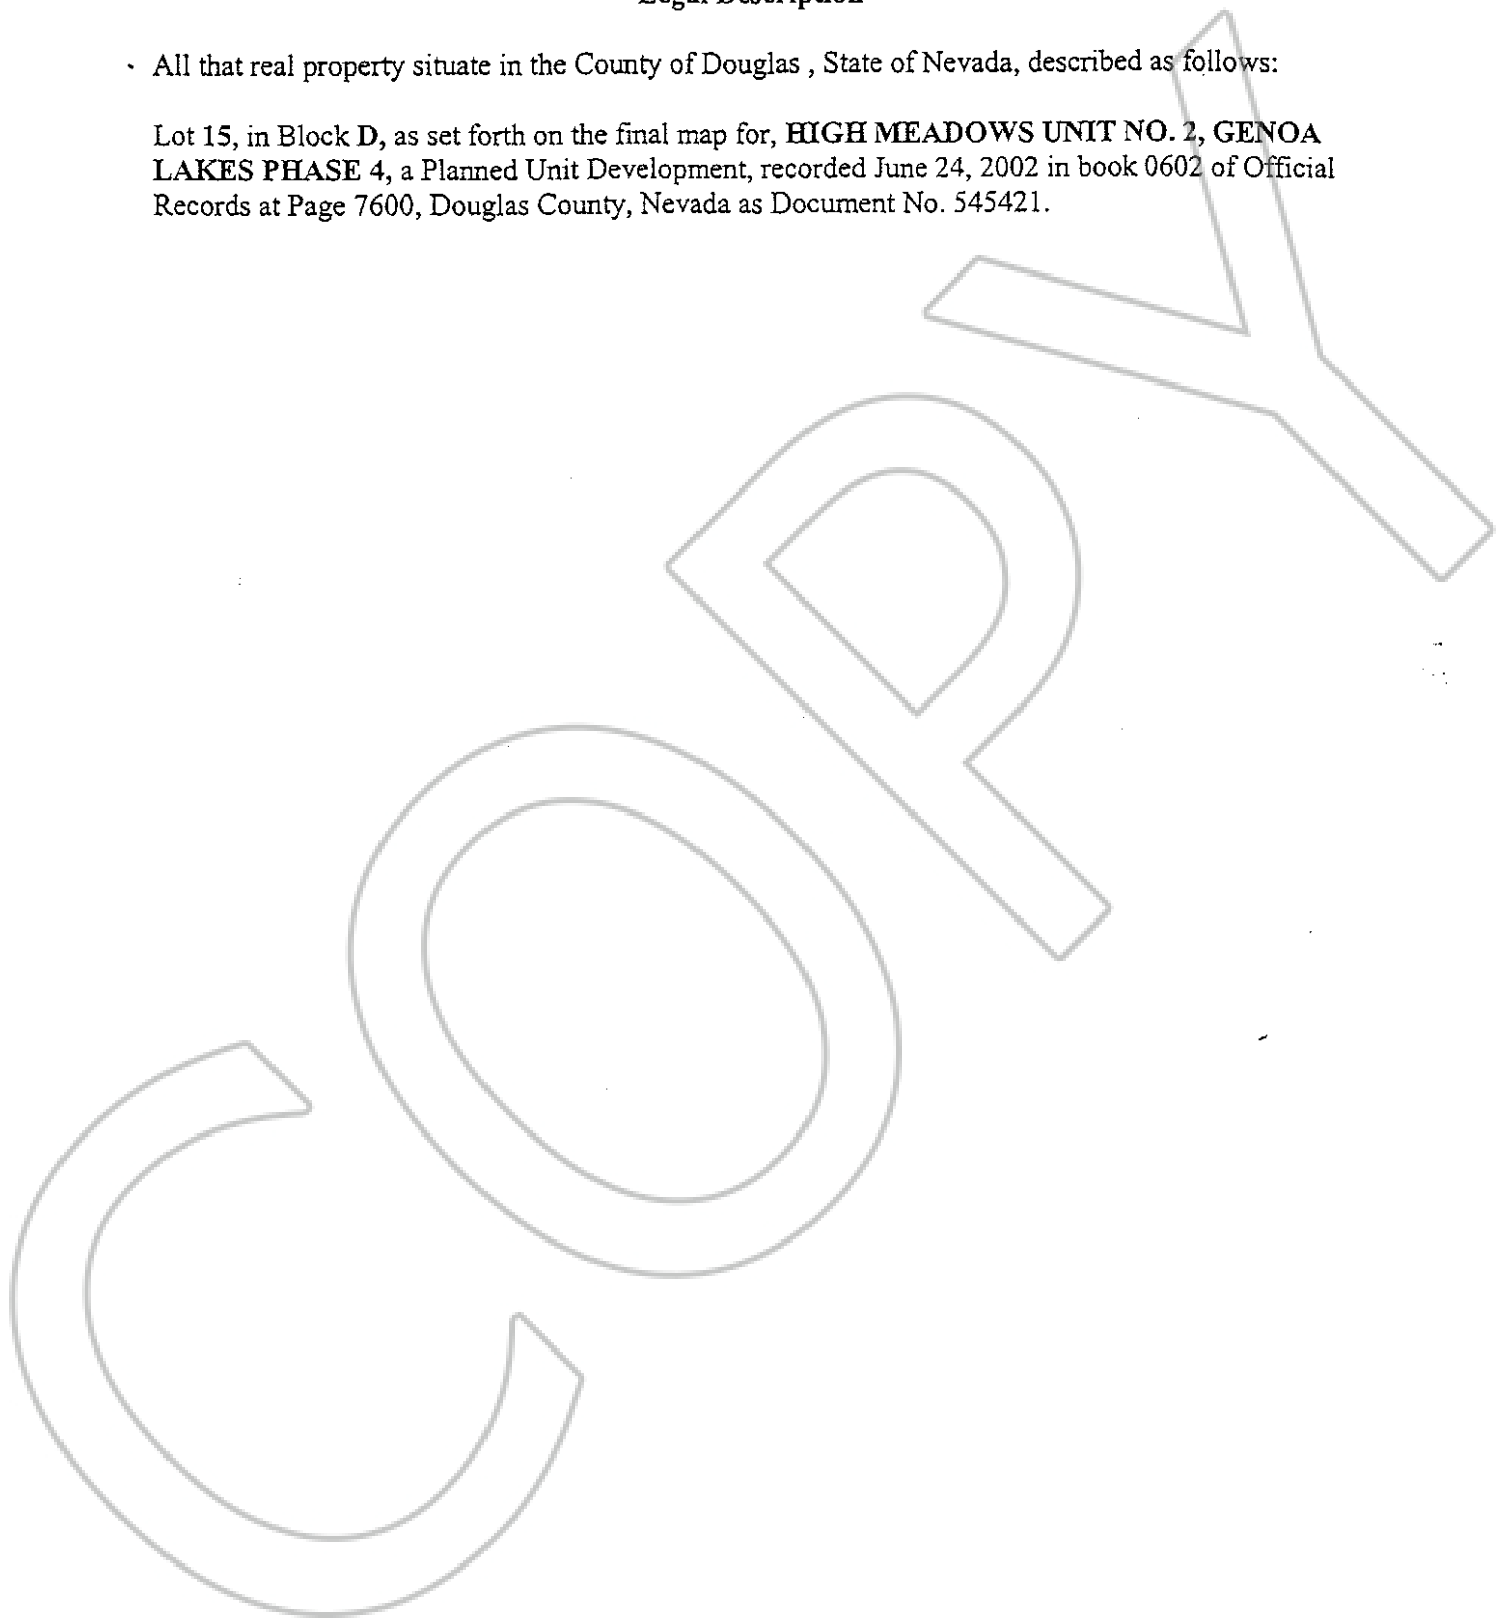 Legal Description
All that real property situate in the County of Douglas , State of Nevada, described as follows:
Lot 15, in Block D, as set forth on the final map for, HIGH MEADOWS UNIT NO. 2, GENOA
LAKES PHASE 4, a Planned Unit Development, recorded June 24, 2002 in book 0602 of Official
Records at Page 7600, Douglas County, Nevada as Document No. 545421.
COPY